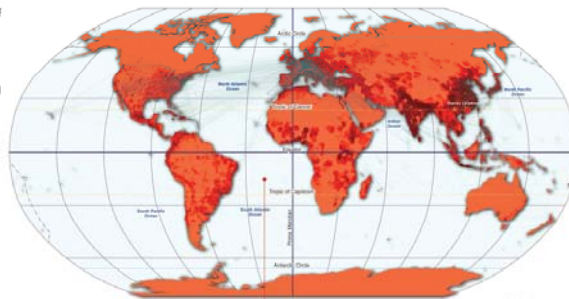 Arctic Circle
North Atlantic
Ocean
North Pacific
Ocean
Tropic of Cancer
Indian
Ocean
Equator
Tropic of Capricorn
South Pacific
Ocean
South Atlantic
Ocean
Prime Meridian
Antarctic Circle